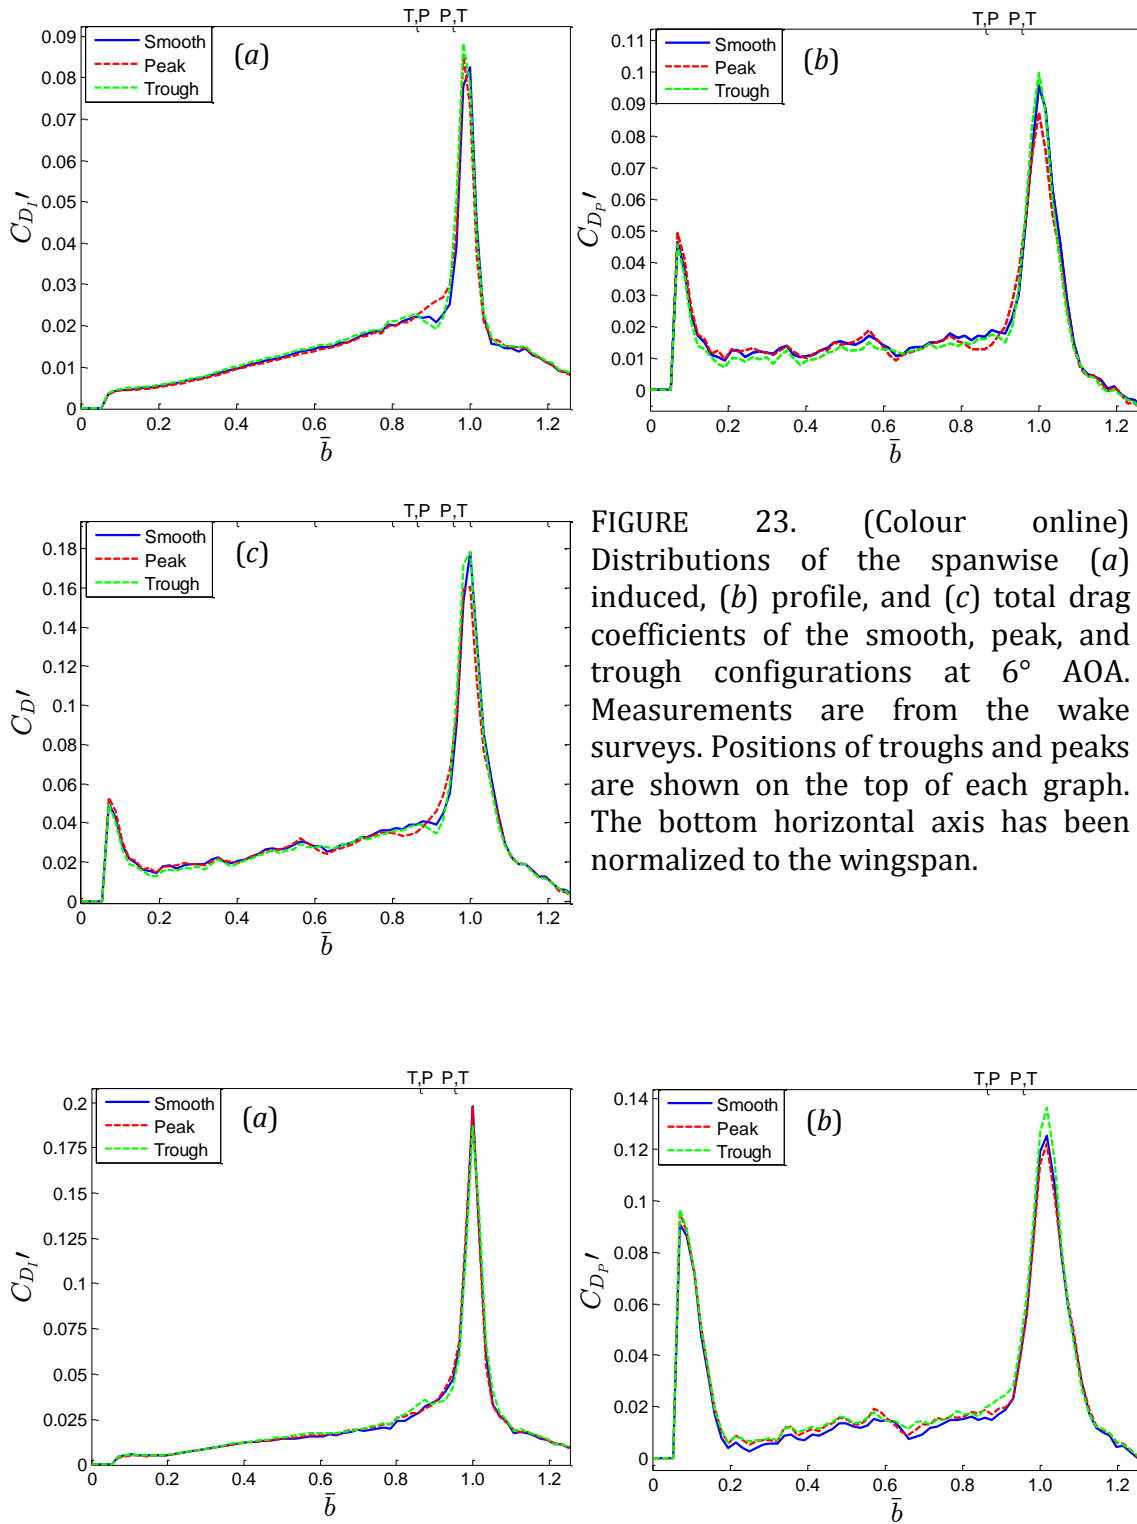 T,P P,T
Smooth
Peak
Trough
(a)
0.09
0.08
0.07
0.06
0.05
0.04
0.03
0.02
0.01
0
C_{D_I}′
0 0.2 0.4 0.6 0.8 1.0 1.2
b̄
T,P P,T
Smooth
Peak
Trough
(b)
0.11
0.1
0.09
0.08
0.07
0.06
0.05
0.04
0.03
0.02
0.01
0
C_{D_P}′
0 0.2 0.4 0.6 0.8 1.0 1.2
b̄
T,P P,T
Smooth
Peak
Trough
(c)
0.18
0.16
0.14
0.12
0.1
0.08
0.06
0.04
0.02
0
C_D′
0 0.2 0.4 0.6 0.8 1.0 1.2
b̄
FIGURE 23. (Colour online)
Distributions of the spanwise (a)
induced, (b) profile, and (c) total drag
coefficients of the smooth, peak, and
trough configurations at 6° AOA.
Measurements are from the wake
surveys. Positions of troughs and peaks
are shown on the top of each graph.
The bottom horizontal axis has been
normalized to the wingspan.
T,P P,T
Smooth
Peak
Trough
(a)
0.2
0.175
0.15
0.125
0.1
0.075
0.05
0.025
0
C_{D_I}′
0 0.2 0.4 0.6 0.8 1.0 1.2
b̄
T,P P,T
Smooth
Peak
Trough
(b)
0.14
0.12
0.1
0.08
0.06
0.04
0.02
0
C_{D_P}′
0 0.2 0.4 0.6 0.8 1.0 1.2
b̄